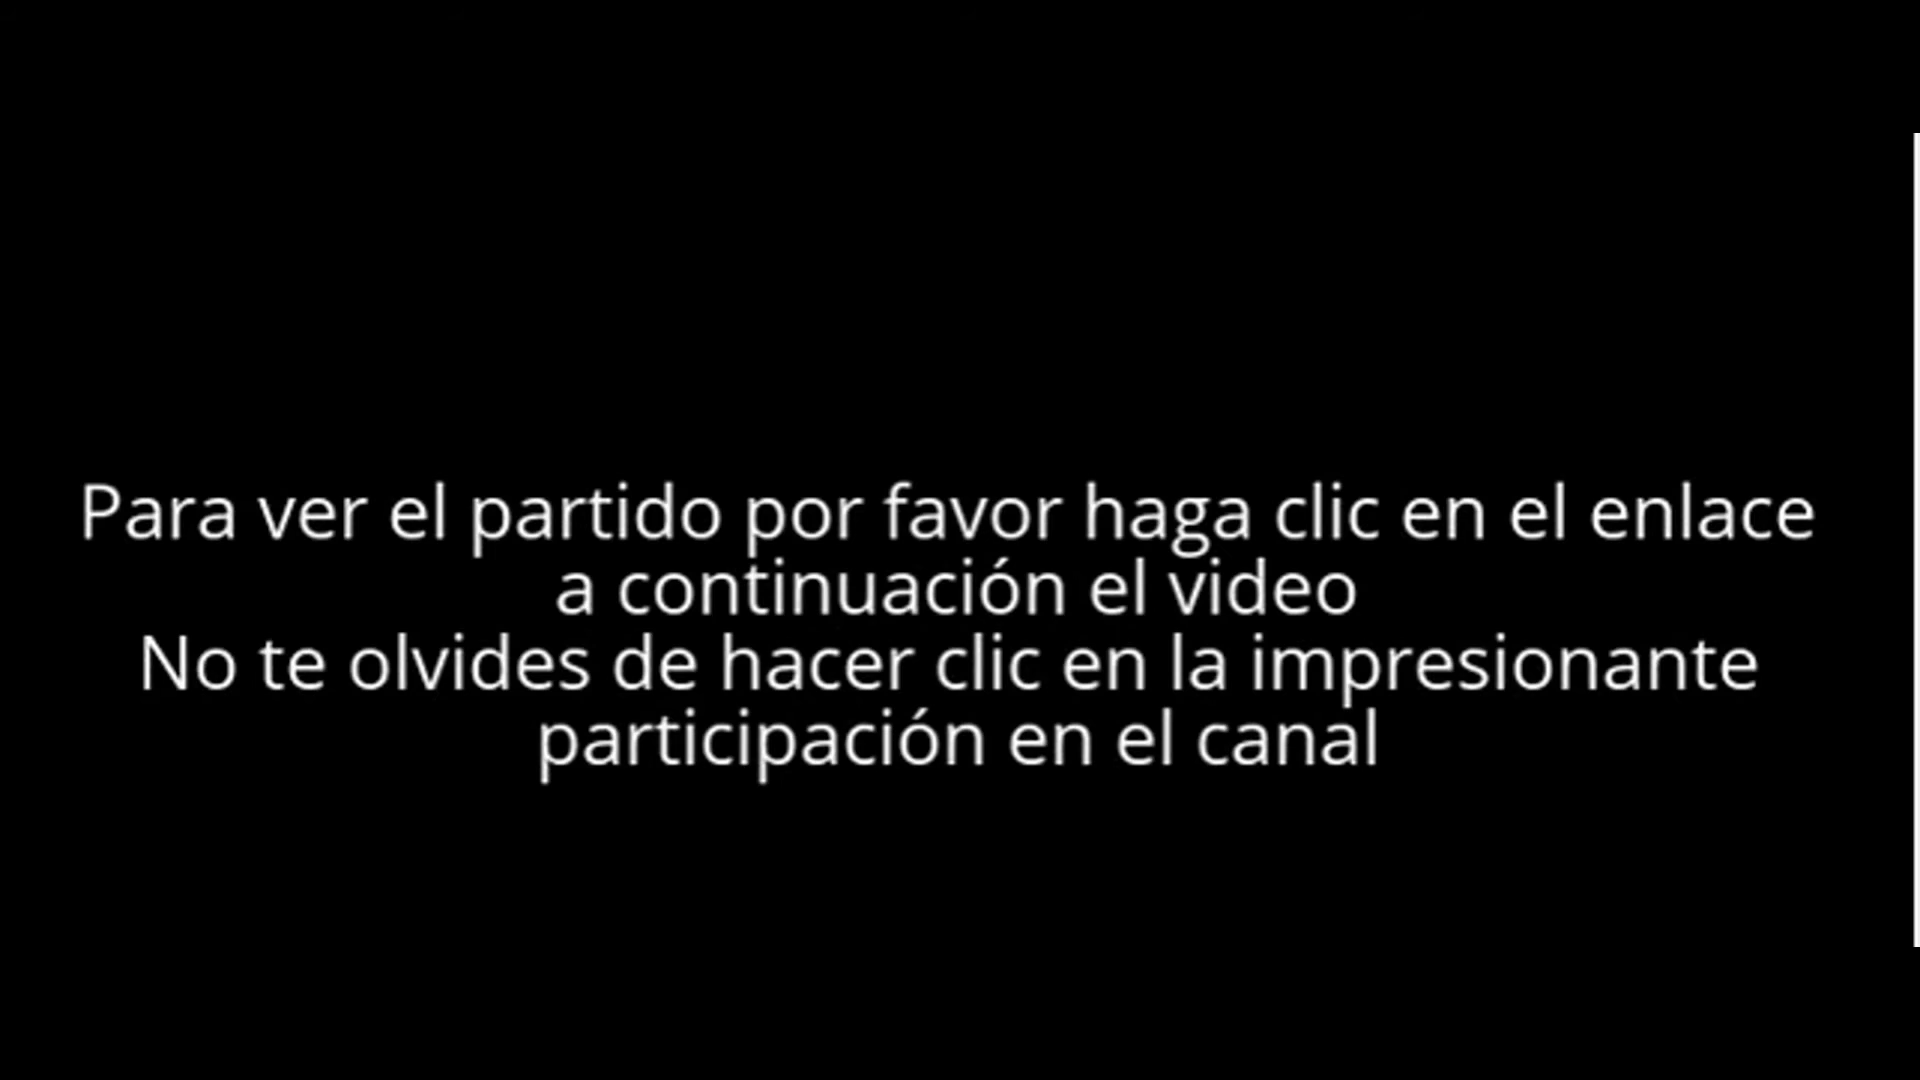 Para ver el partido por favor haga clic en el enlace
a continuación el video
No te olvides de hacer clic en la impresionante
participación en el canal